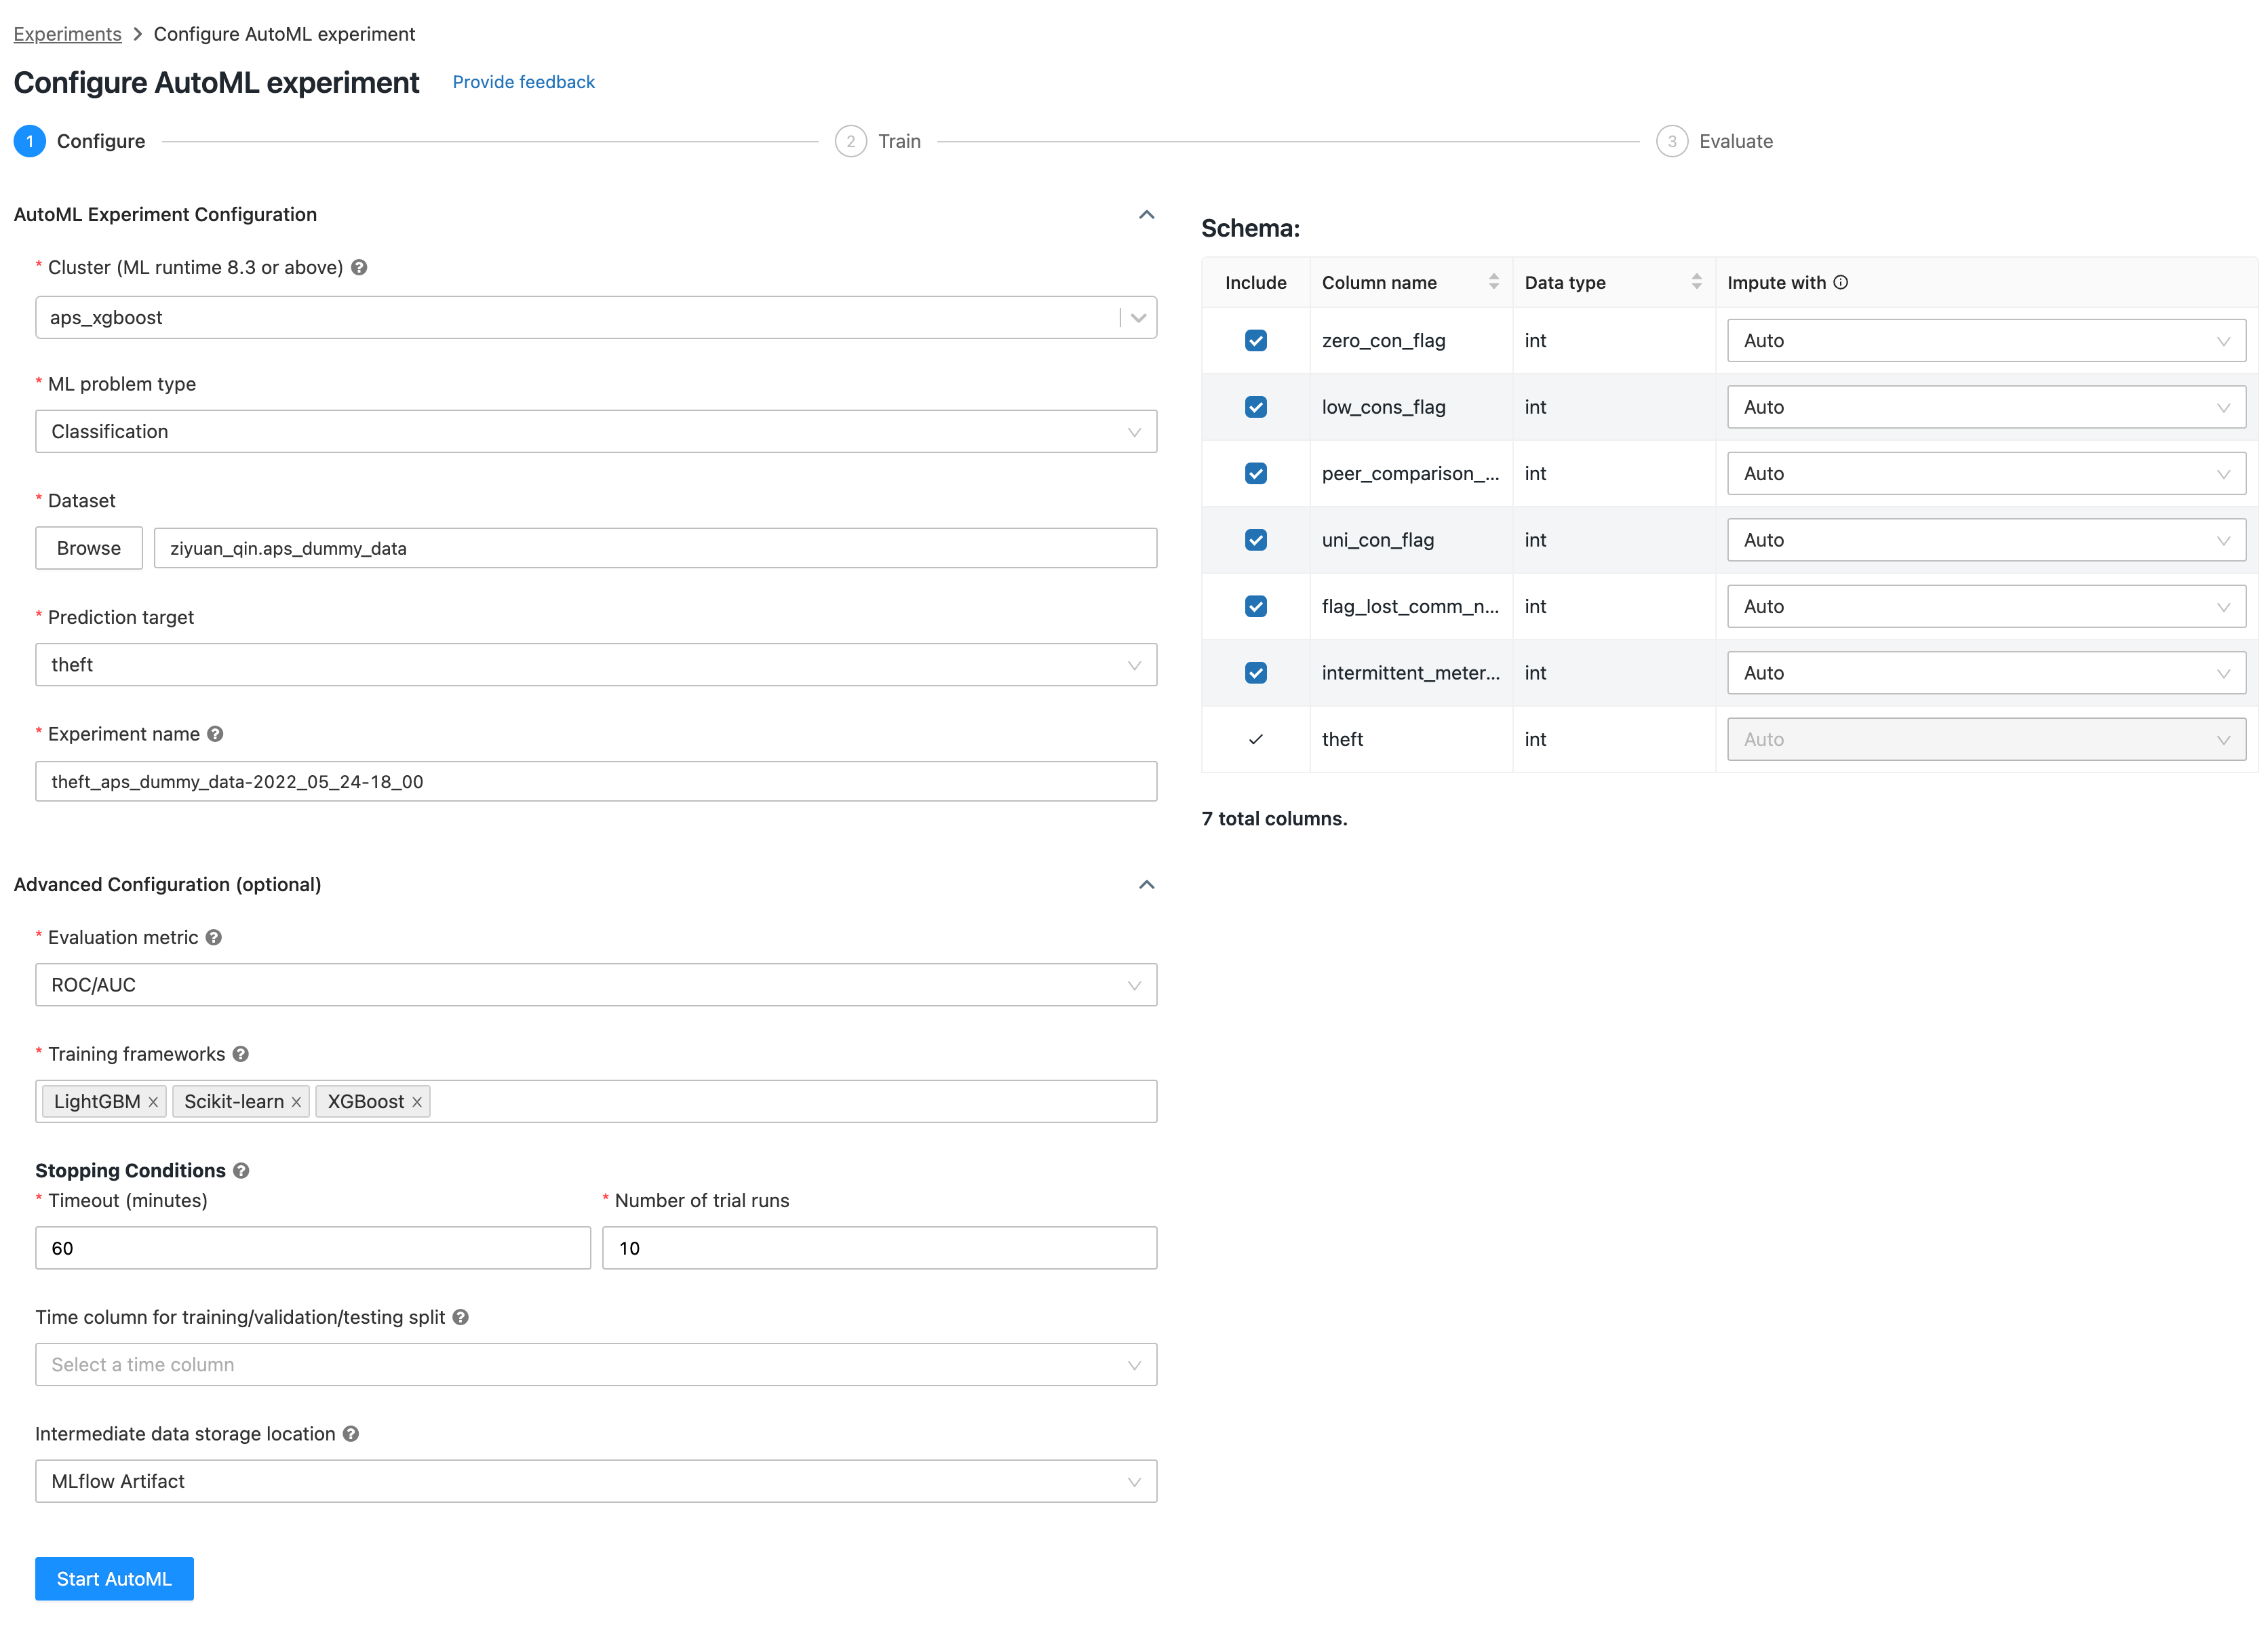 Experiments > Configure AutoML experiment
Configure AutoML experiment Provide feedback
1 Configure 2 Train 3 Evaluate
AutoML Experiment Configuration
* Cluster (ML runtime 8.3 or above) ?
aps_xgboost
* ML problem type
Classification
* Dataset
Browse ziyuan_qin.aps_dummy_data
* Prediction target
theft
* Experiment name ?
theft_aps_dummy_data-2022_05_24-18_00
Advanced Configuration (optional)
* Evaluation metric ?
ROC/AUC
* Training frameworks ?
LightGBM × Scikit-learn × XGBoost ×
Stopping Conditions ?
* Timeout (minutes) * Number of trial runs
60 10
Time column for training/validation/testing split ?
Select a time column
Intermediate data storage location ?
MLflow Artifact
Start AutoML
Schema:
Include Column name Data type Impute with
zero_con_flag int Auto
low_cons_flag int Auto
peer_comparison_... int Auto
uni_con_flag int Auto
flag_lost_comm_n... int Auto
intermittent_meter... int Auto
theft int Auto
7 total columns.